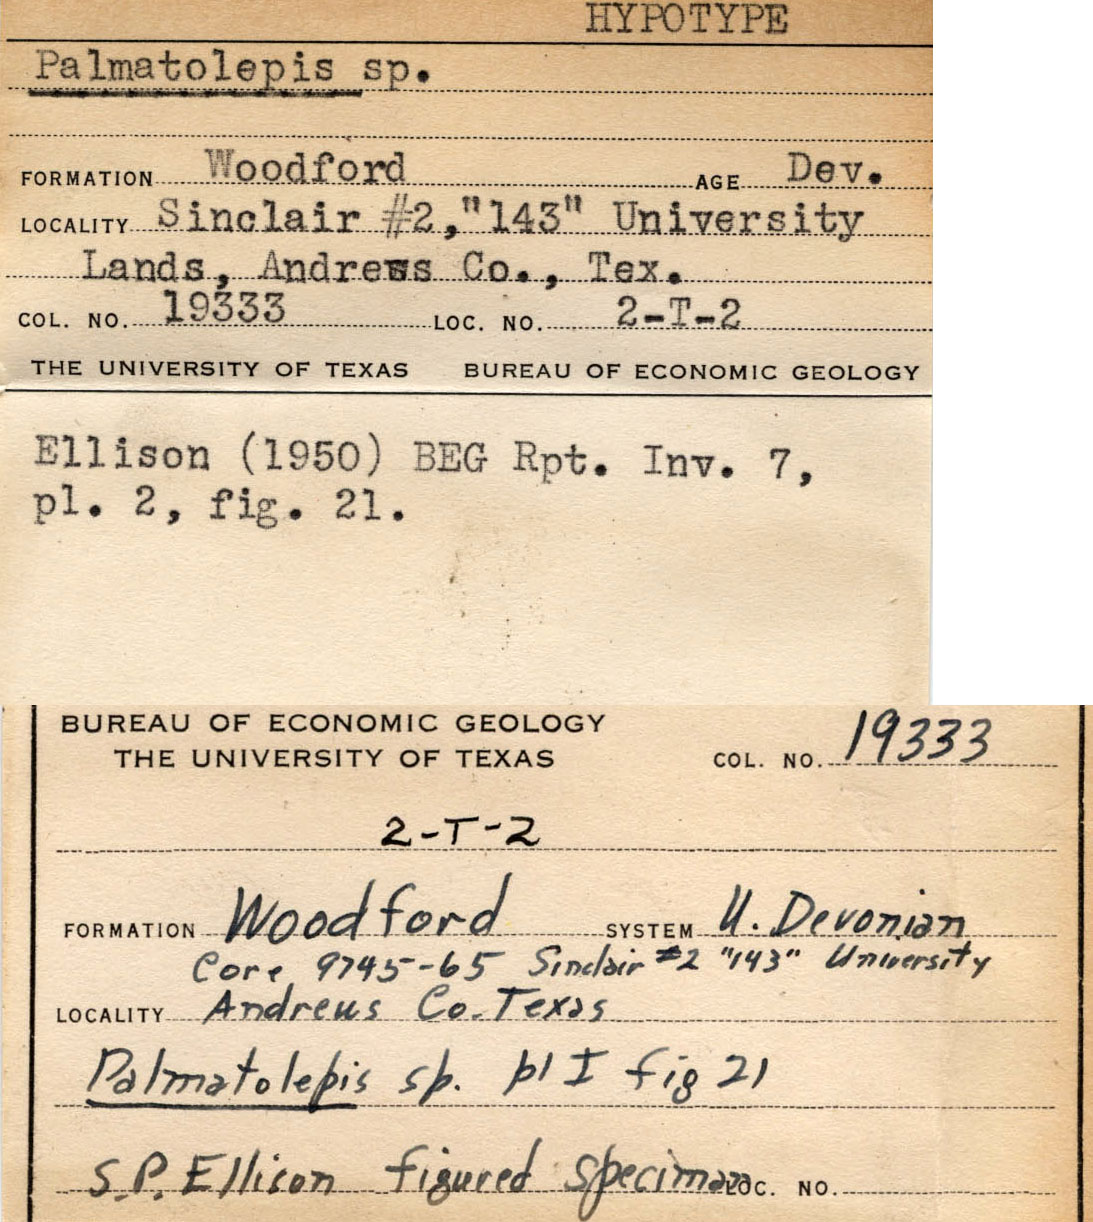 HYPOTYPE
Palmatolepis sp.
FORMATION Woodford AGE Dev.
LOCALITY Sinclair #2,"143" University
Lands, Andrews Co., Tex.
COL. NO. 19333 LOC. NO. 2-T-2
THE UNIVERSITY OF TEXAS BUREAU OF ECONOMIC GEOLOGY
Ellison (1950) BEG Rpt. Inv. 7,
pl. 2, fig. 21.
BUREAU OF ECONOMIC GEOLOGY
THE UNIVERSITY OF TEXAS COL. NO. 19333
2-T-2
FORMATION Woodford SYSTEM U. Devonian
Core 9745-65 Sinclair #2 "143" University
LOCALITY Andrews Co. Texas
Palmatolepis sp. pl I fig 21
S.P. Ellison figured specimen LOC. NO.